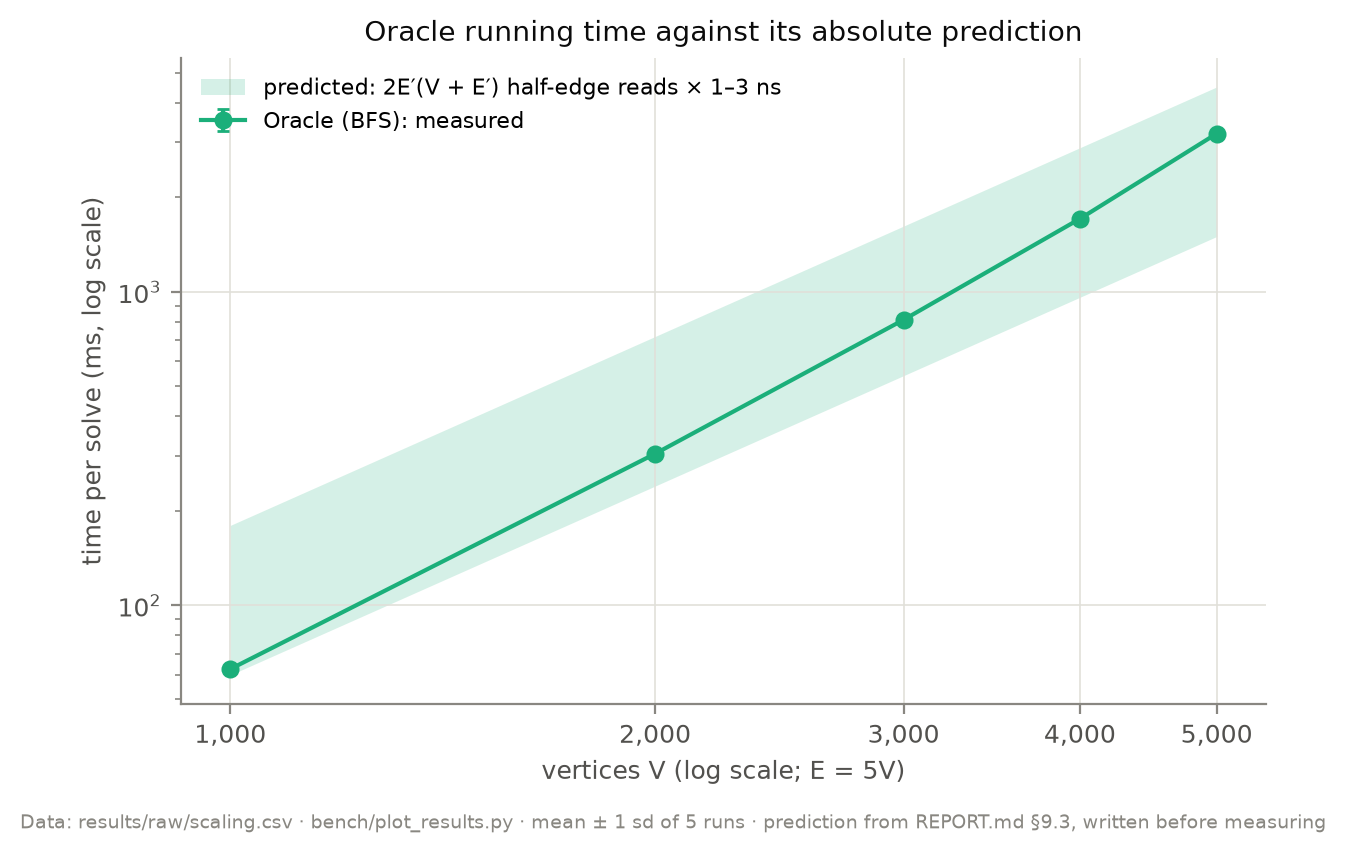 Oracle running time against its absolute prediction
predicted: 2E′(V + E′) half-edge reads × 1–3 ns
Oracle (BFS): measured
time per solve (ms, log scale)
10³
10²
1,000 2,000 3,000 4,000 5,000
vertices V (log scale; E = 5V)
Data: results/raw/scaling.csv · bench/plot_results.py · mean ± 1 sd of 5 runs · prediction from REPORT.md §9.3, written before measuring